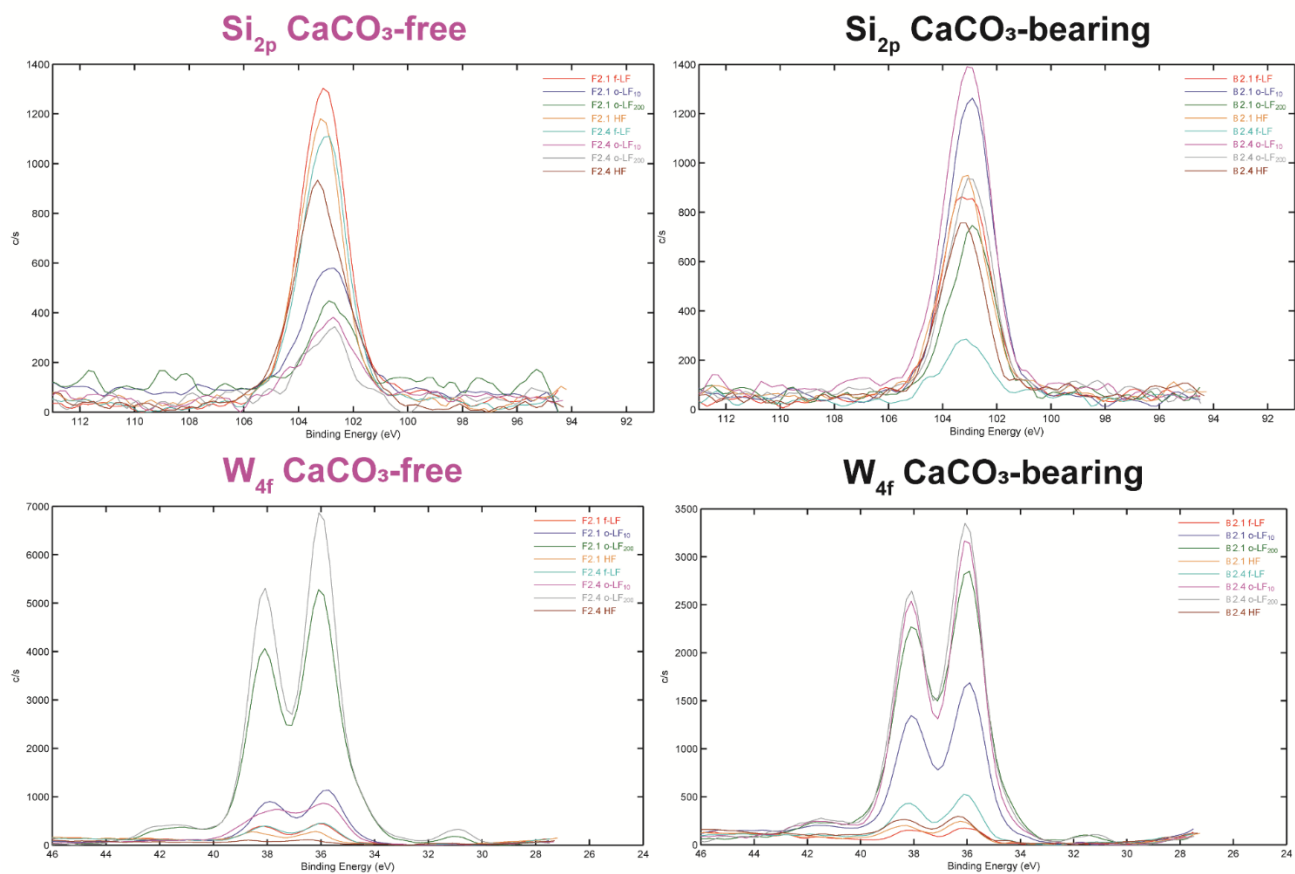 Si2p CaCO₃-free
1400
1200
1000
800
600
400
200
0
c/s
112 110 108 106 104 102 100 98 96 94 92
Binding Energy (eV)
F2.1 f-LF
F2.1 o-LF10
F2.1 o-LF200
F2.1 HF
F2.4 f-LF
F2.4 o-LF10
F2.4 o-LF200
F2.4 HF
Si2p CaCO₃-bearing
1400
1200
1000
800
600
400
200
0
c/s
112 110 108 106 104 102 100 98 96 94 92
Binding Energy (eV)
B2.1 f-LF
B2.1 o-LF10
B2.1 o-LF200
B2.1 HF
B2.4 f-LF
B2.4 o-LF10
B2.4 o-LF200
B2.4 HF
W4f CaCO₃-free
7000
6000
5000
4000
3000
2000
1000
0
c/s
46 44 42 40 38 36 34 32 30 28 26 24
Binding Energy (eV)
F2.1 f-LF
F2.1 o-LF10
F2.1 o-LF200
F2.1 HF
F2.4 f-LF
F2.4 o-LF10
F2.4 o-LF200
F2.4 HF
W4f CaCO₃-bearing
3500
3000
2500
2000
1500
1000
500
0
c/s
46 44 42 40 38 36 34 32 30 28 26 24
Binding Energy (eV)
B2.1 f-LF
B2.1 o-LF10
B2.1 o-LF200
B2.1 HF
B2.4 f-LF
B2.4 o-LF10
B2.4 o-LF200
B2.4 HF